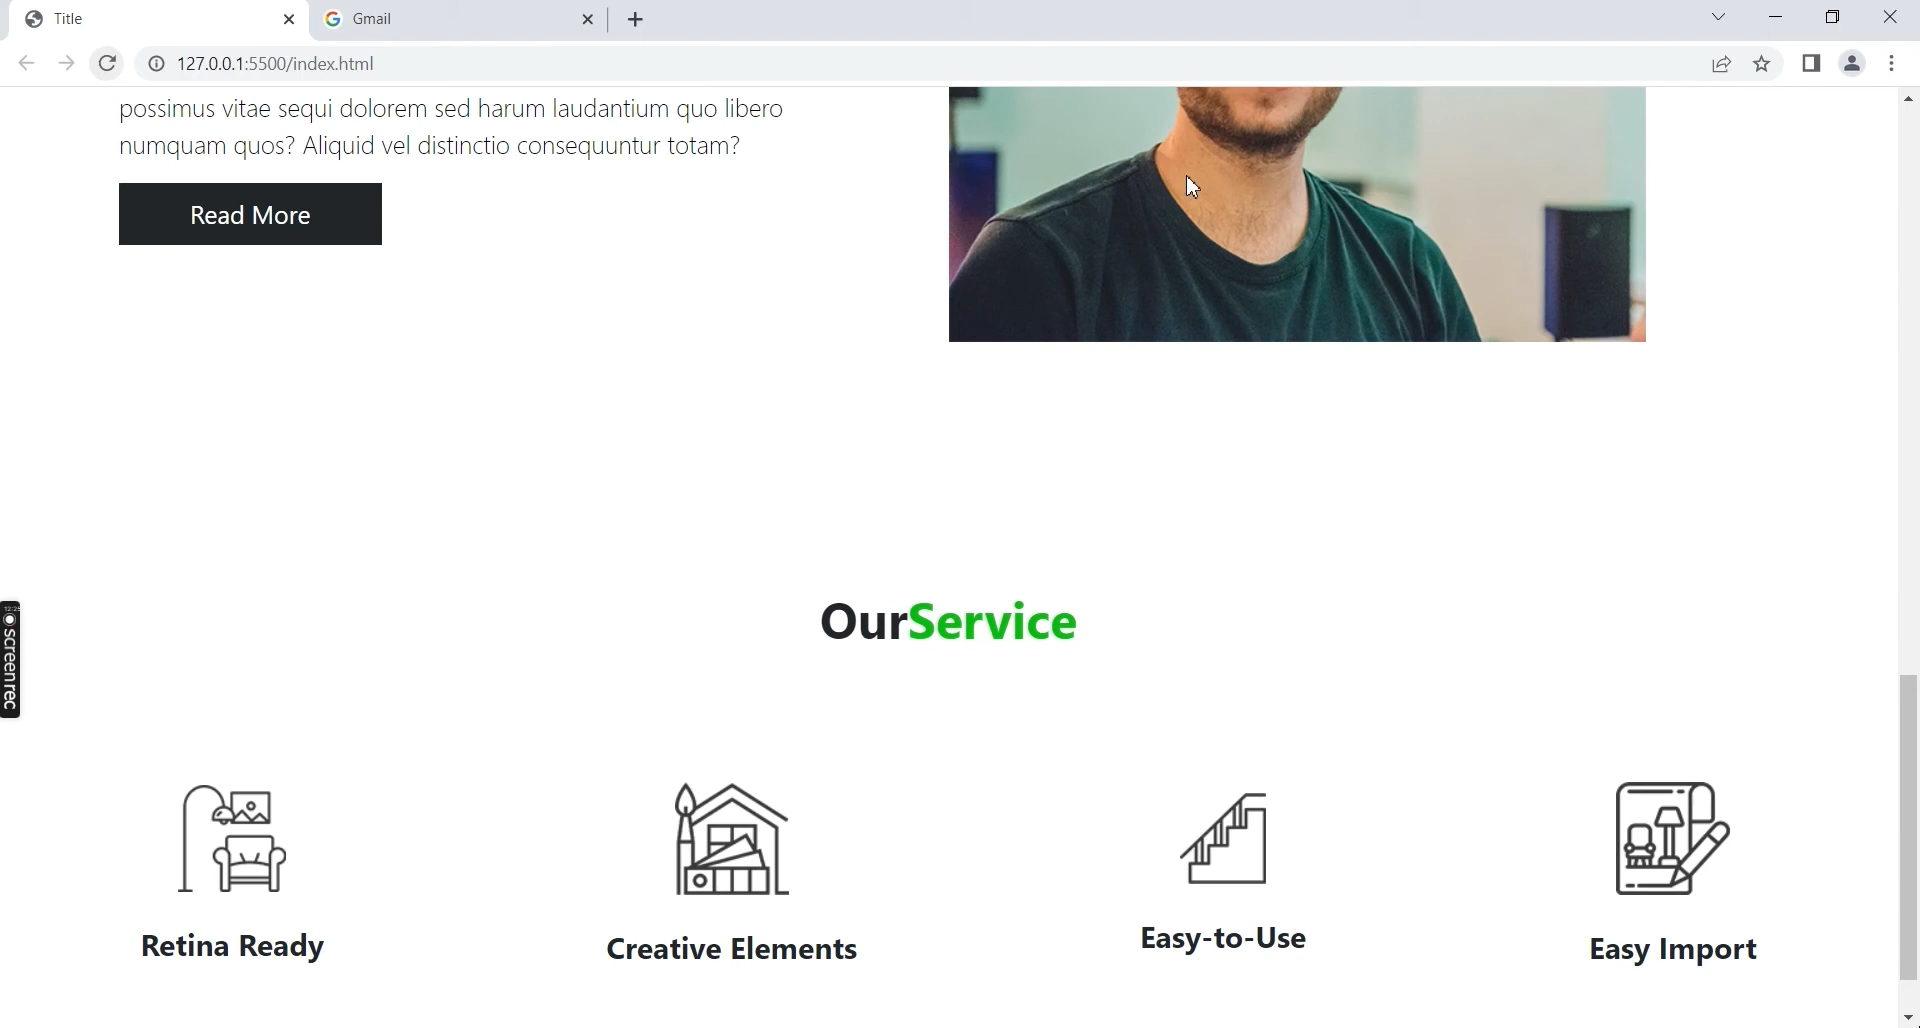 Title
Gmail
127.0.0.1:5500/index.html
possimus vitae sequi dolorem sed harum laudantium quo libero
numquam quos? Aliquid vel distinctio consequuntur totam?
Read More
OurService
screenrec
Retina Ready
Creative Elements
Easy-to-Use
Easy Import